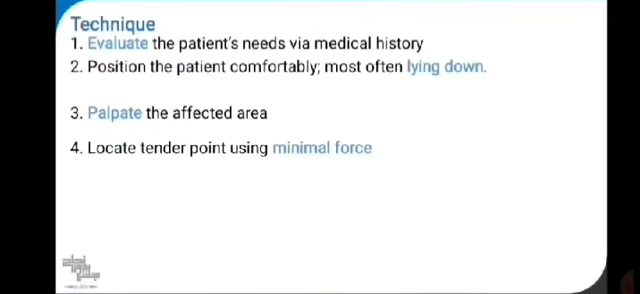 Technique
1. Evaluate the patient's needs via medical history
2. Position the patient comfortably; most often lying down.
3. Palpate the affected area
4. Locate tender point using minimal force